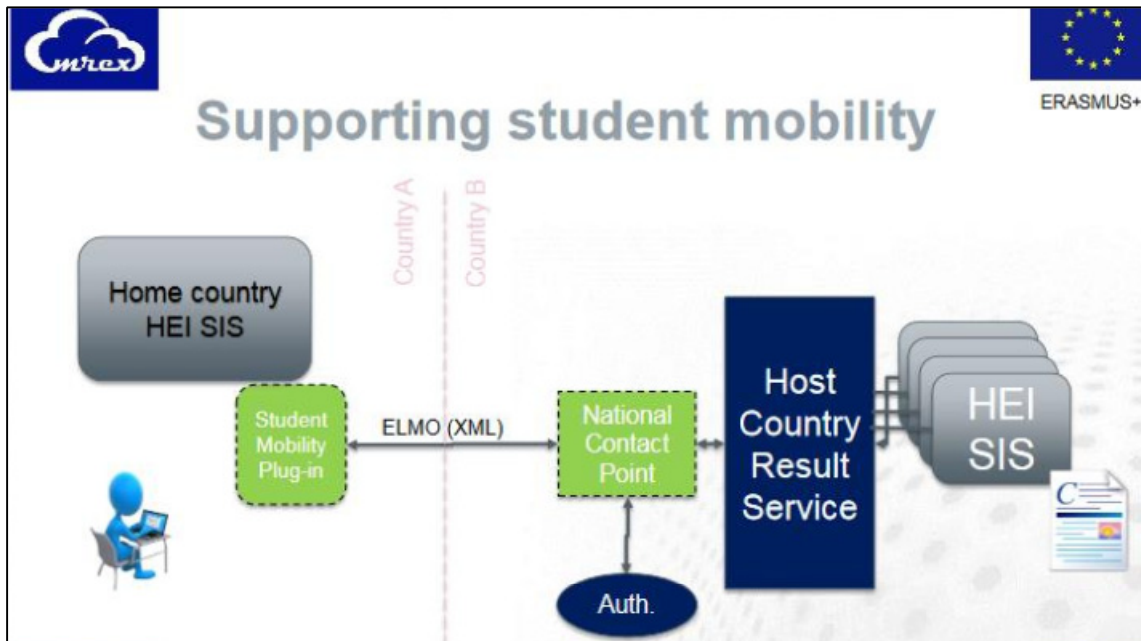 mrex
ERASMUS+
Supporting student mobility
Country A
Country B
Home country
HEI SIS
Student
Mobility
Plug-in
ELMO (XML)
National
Contact
Point
Auth.
Host
Country
Result
Service
HEI
SIS
C